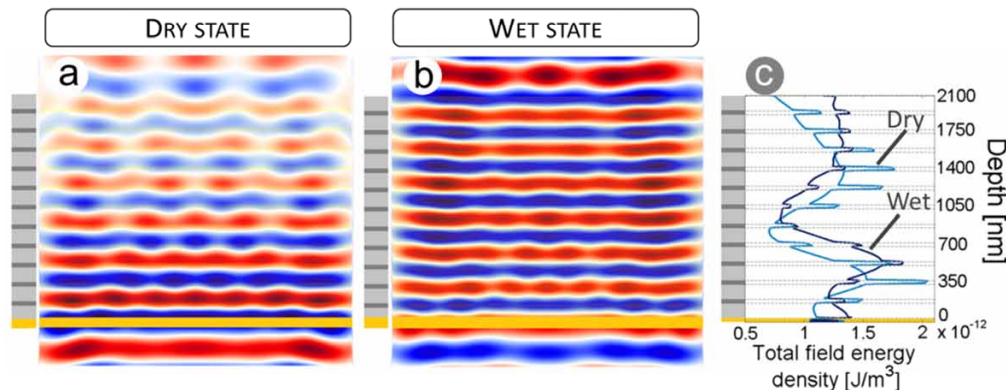 DRY STATE
WET STATE
a
b
c
2100
1750
1400
1050
700
350
0
x 10⁻¹²
Depth [nm]
Dry
Wet
0.5 1 1.5 2
Total field energy
density [J/m³]